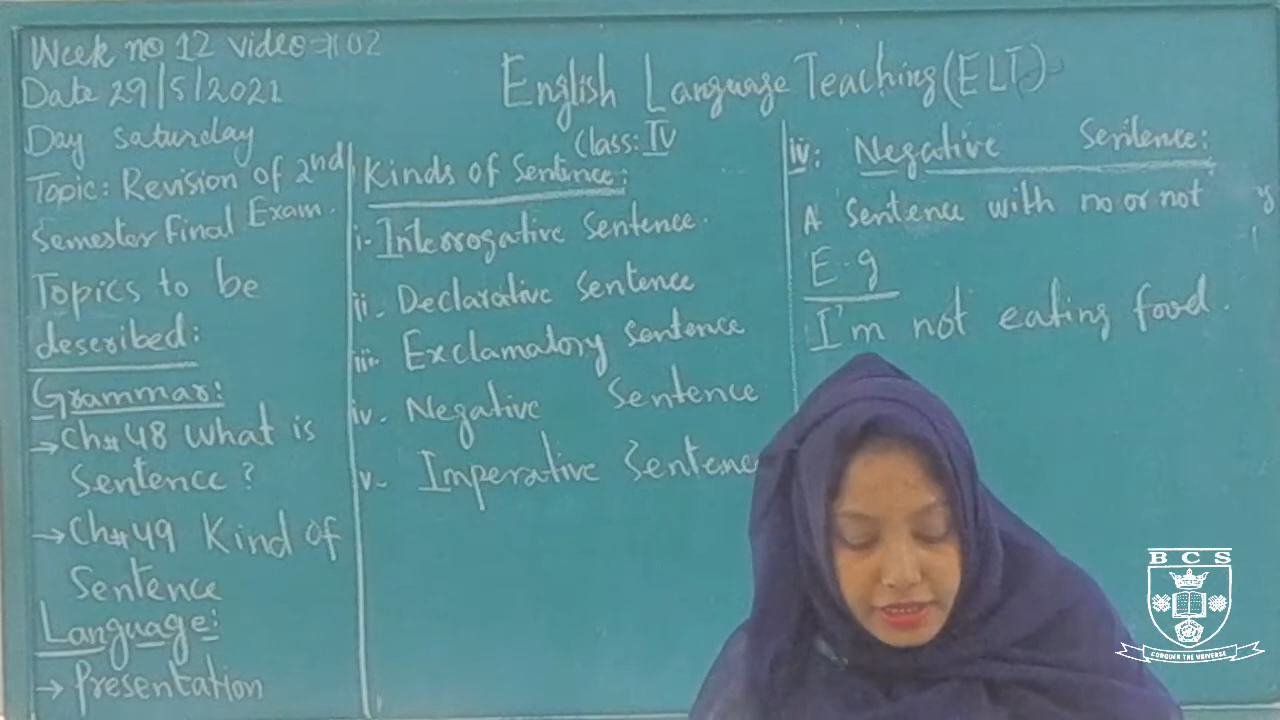 Week no 12 video # 02
Date 29/5/2021
Day saturday
Topic: Revision of 2nd
Semester Final Exam.
Topics to be
described:
Grammar:
→ Ch# 48 What is
Sentence ?
→ Ch# 49 Kind of
Sentence
Language:
→ Presentation
English Language Teaching (ELT)
Class: IV
Kinds of Sentence:
i. Interrogative Sentence.
ii. Declarative Sentence
iii. Exclamatory sentence
iv. Negative Sentence
v. Imperative Sentence
iv: Negative Sentence:
A Sentence with no or not
E.g
I'm not eating food.
BCS
CONQUER THE UNIVERSE